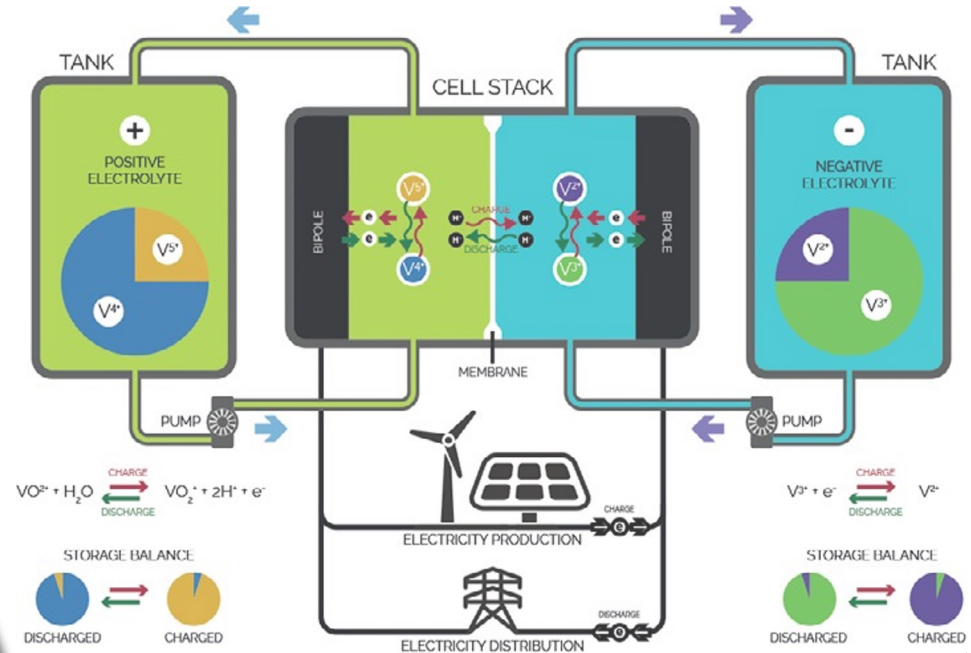 TANK
CELL STACK
TANK
+
POSITIVE
ELECTROLYTE
V⁵⁺
V⁴⁺
BIPOLE
e
e
V⁵⁺
V⁴⁺
H⁺
H⁺
CHARGE
DISCHARGE
H⁺
H⁺
V²⁺
V³⁺
e
e
BIPOLE
-
NEGATIVE
ELECTROLYTE
V²⁺
V³⁺
MEMBRANE
PUMP
PUMP
VO²⁺ + H₂O
CHARGE
DISCHARGE
VO₂⁺ + 2H⁺ + e⁻
V³⁺ + e⁻
CHARGE
DISCHARGE
V²⁺
CHARGE
e
ELECTRICITY PRODUCTION
STORAGE BALANCE
DISCHARGED
CHARGED
DISCHARGE
e
ELECTRICITY DISTRIBUTION
STORAGE BALANCE
DISCHARGED
CHARGED